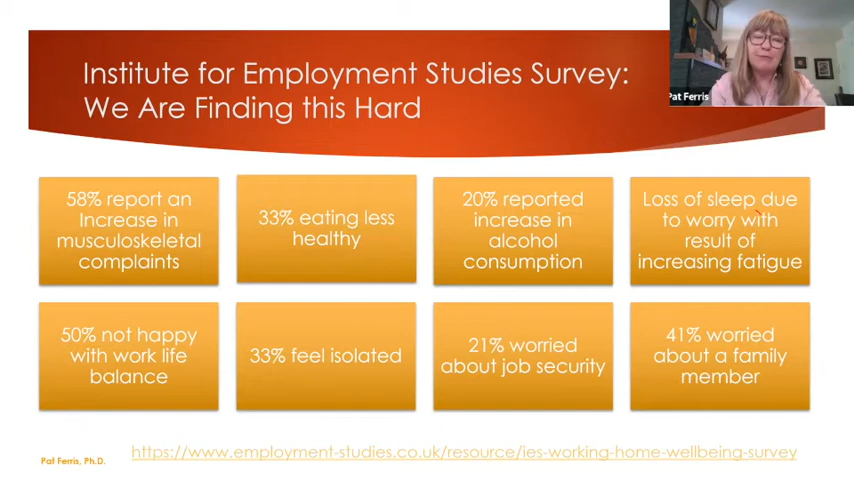 Institute for Employment Studies Survey:
We Are Finding this Hard
Pat Ferris
58% report an
Increase in
musculoskeletal
complaints
33% eating less
healthy
20% reported
increase in
alcohol
consumption
Loss of sleep due
to worry with
result of
increasing fatigue
50% not happy
with work life
balance
33% feel isolated
21% worried
about job security
41% worried
about a family
member
Pat Ferris, Ph.D.
https://www.employment-studies.co.uk/resource/ies-working-home-wellbeing-survey